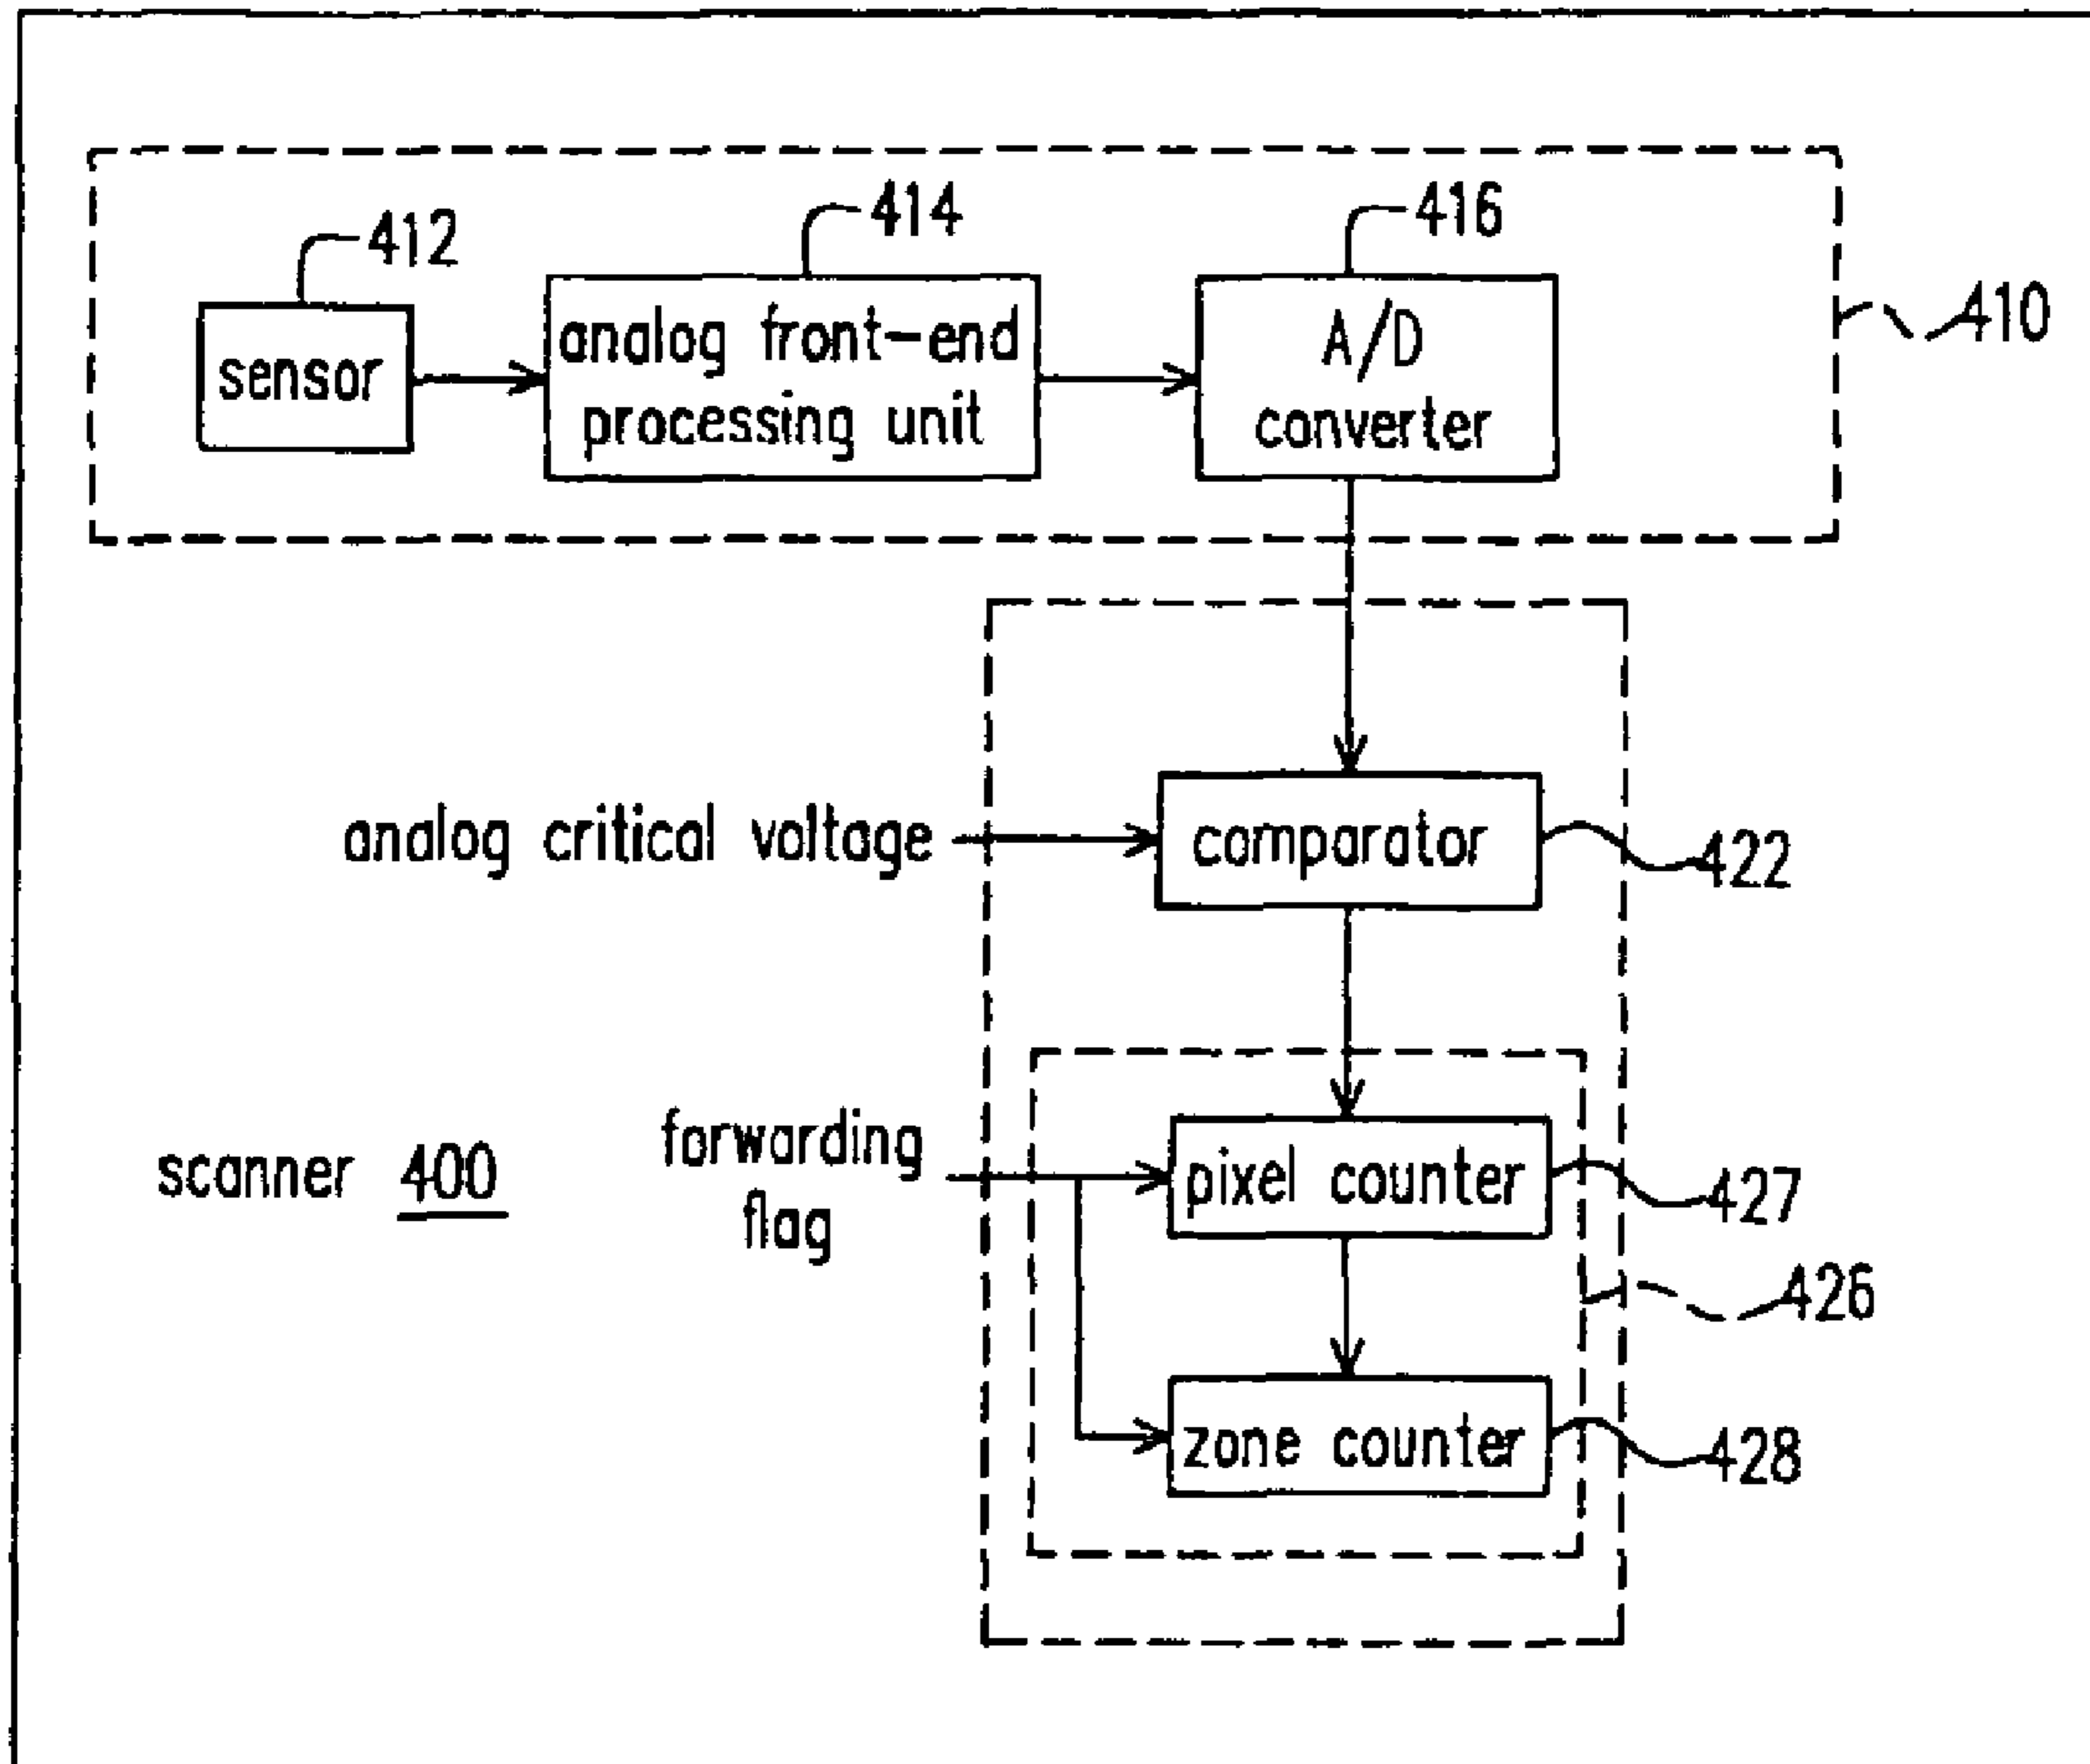 412
414
416
410
sensor
analog front-end
processing unit
A/D
converter
analog critical voltage
comparator
422
scanner 400
forwarding
flag
pixel counter
427
426
zone counter
428